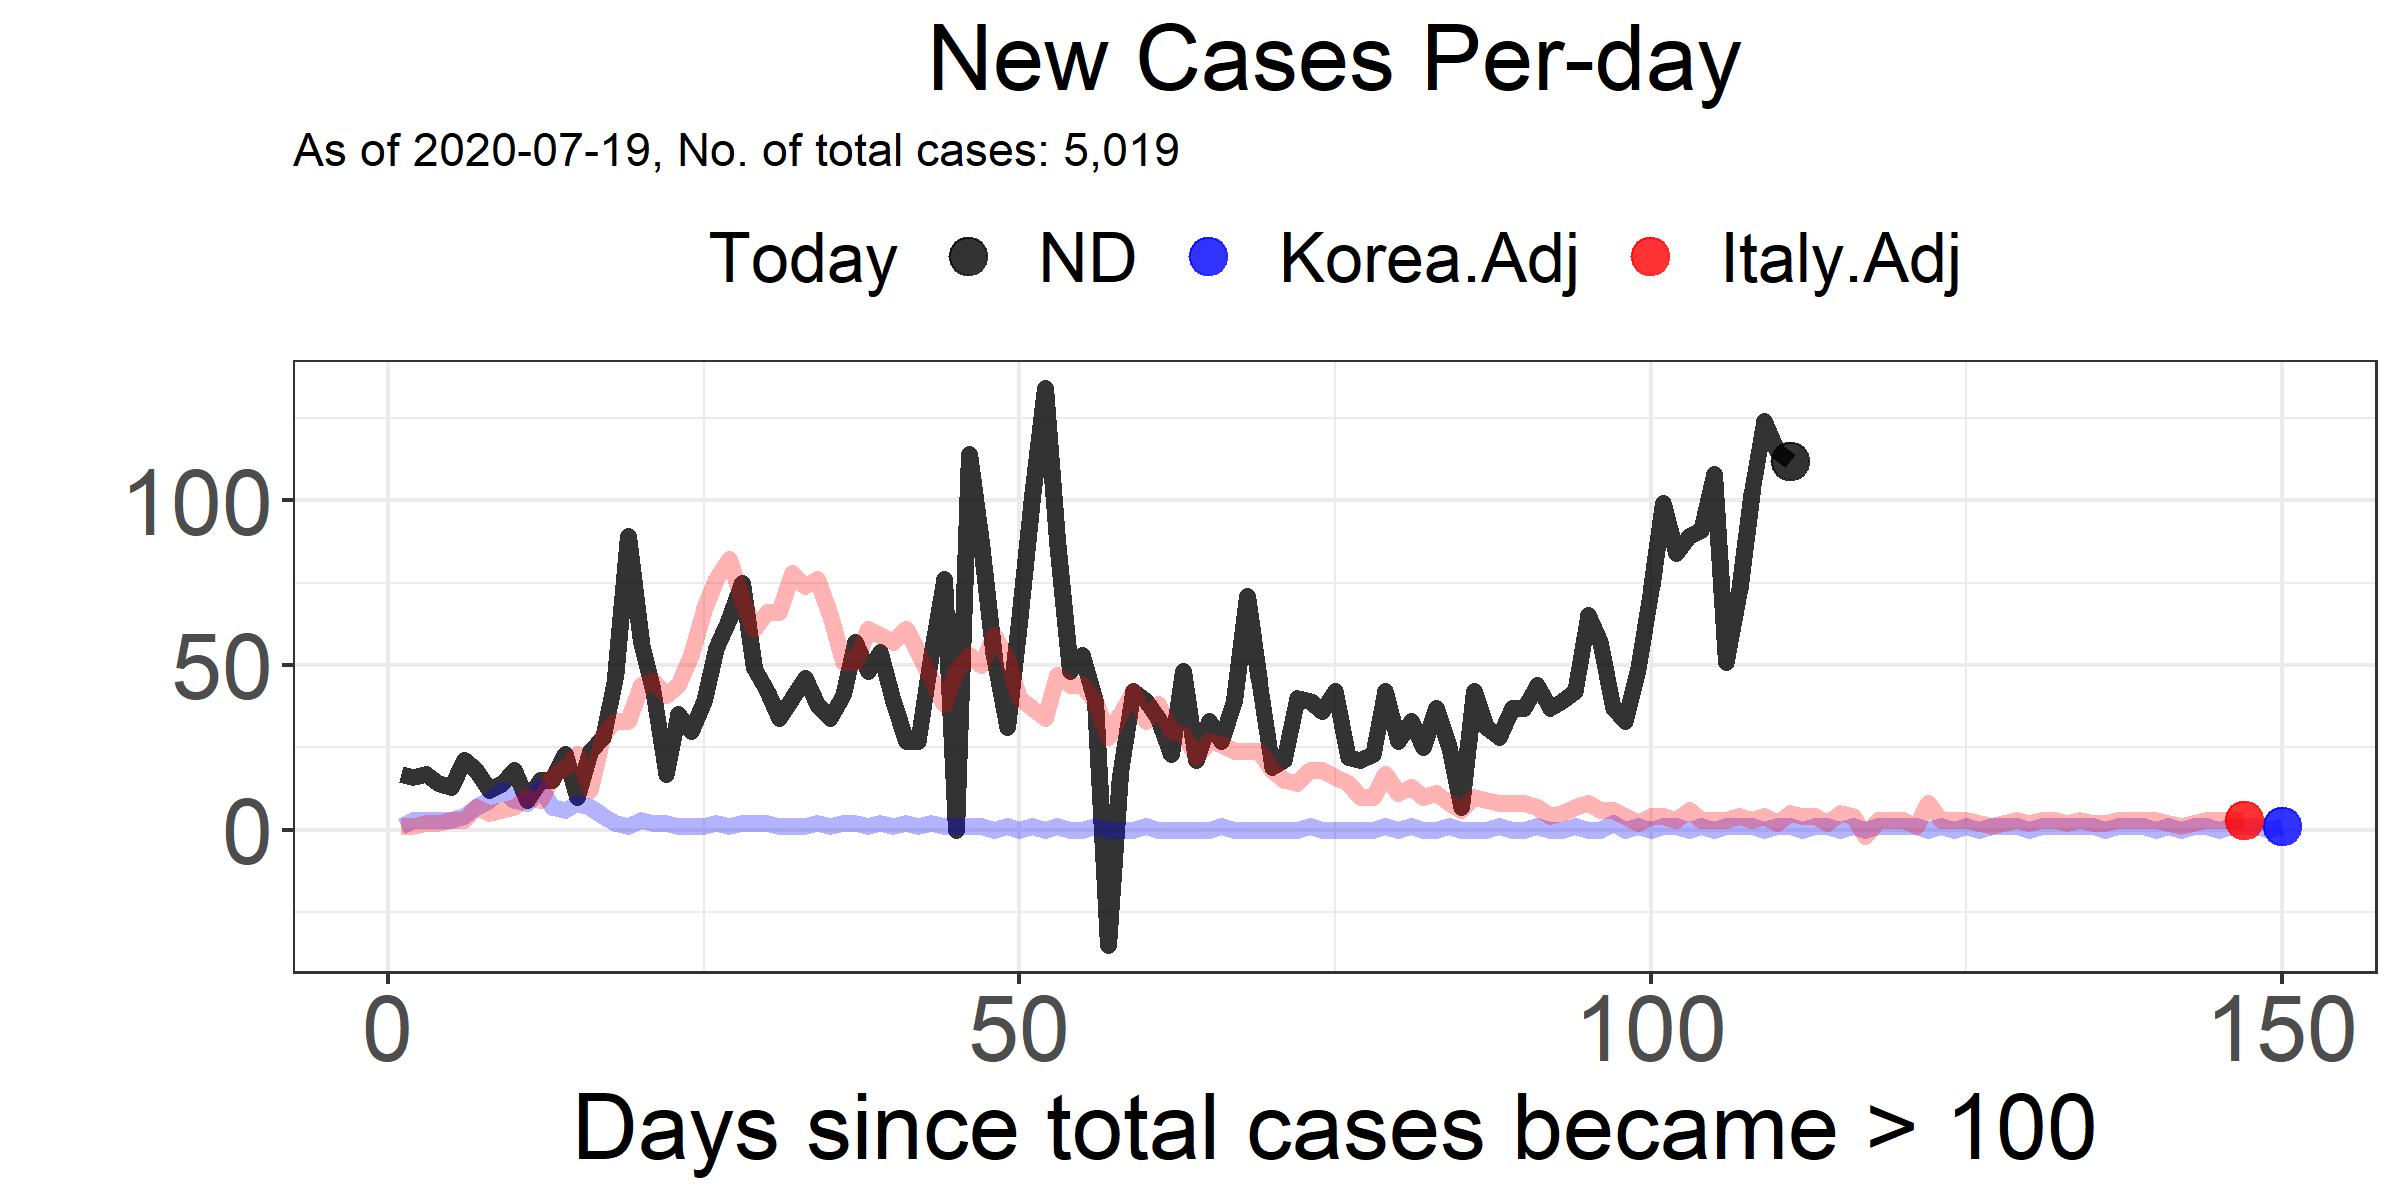 New Cases Per-day
As of 2020-07-19, No. of total cases: 5,019
Today ND Korea.Adj Italy.Adj
100
50
0
0 50 100 150
Days since total cases became > 100